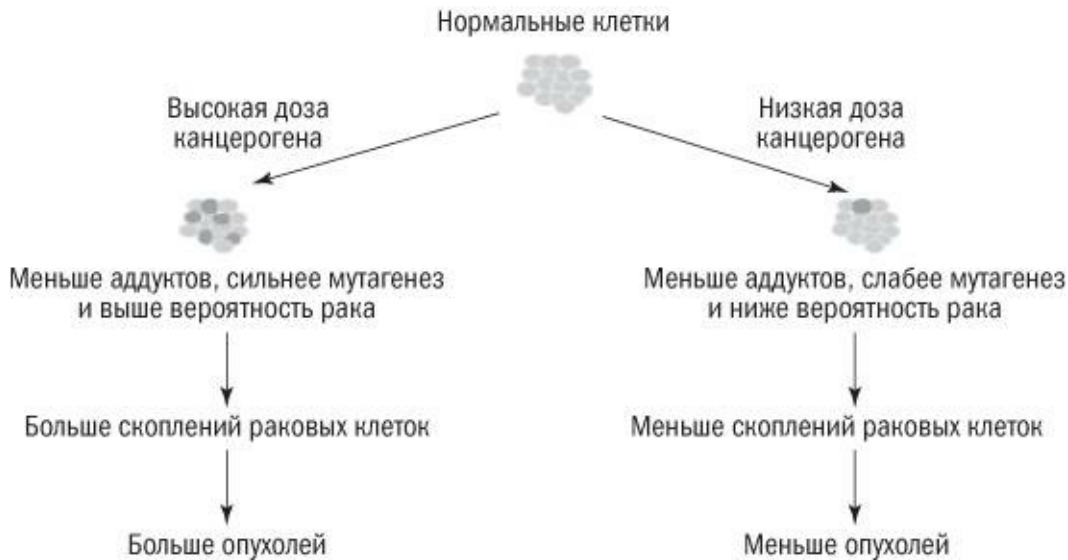 Нормальные клетки
Высокая доза
канцерогена
Низкая доза
канцерогена
Меньше аддуктов, сильнее мутагенез
и выше вероятность рака
Меньше аддуктов, слабее мутагенез
и ниже вероятность рака
Больше скоплений раковых клеток
Меньше скоплений раковых клеток
Больше опухолей
Меньше опухолей